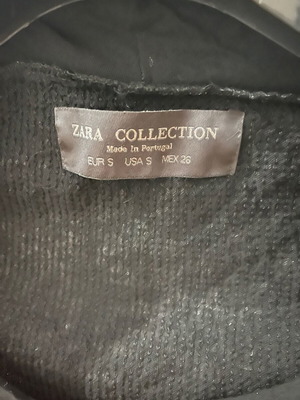 ZARA COLLECTION
Made In Portugal
EUR S USA S MEX 26